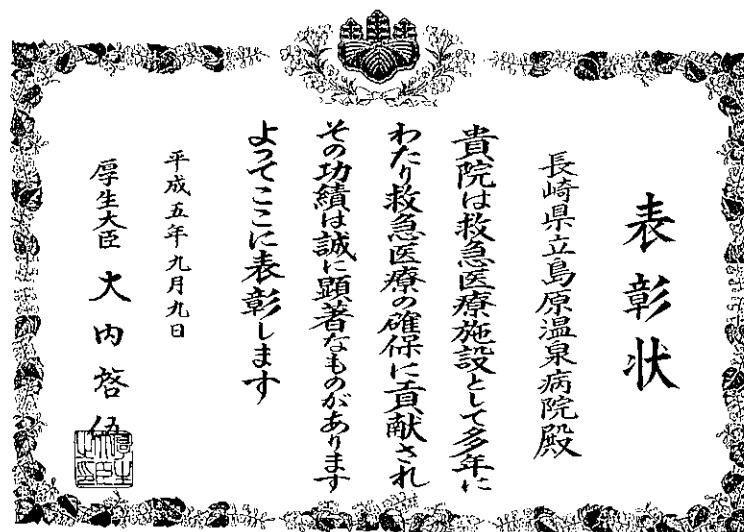 表彰状
長崎県立島原温泉病院殿
貴院は救急医療施設として多年に
わたり救急医療の確保に貢献され
その功績は誠に顕著なものがあります
よってここに表彰します
平成五年九月九日
厚生大臣 大内啓伍